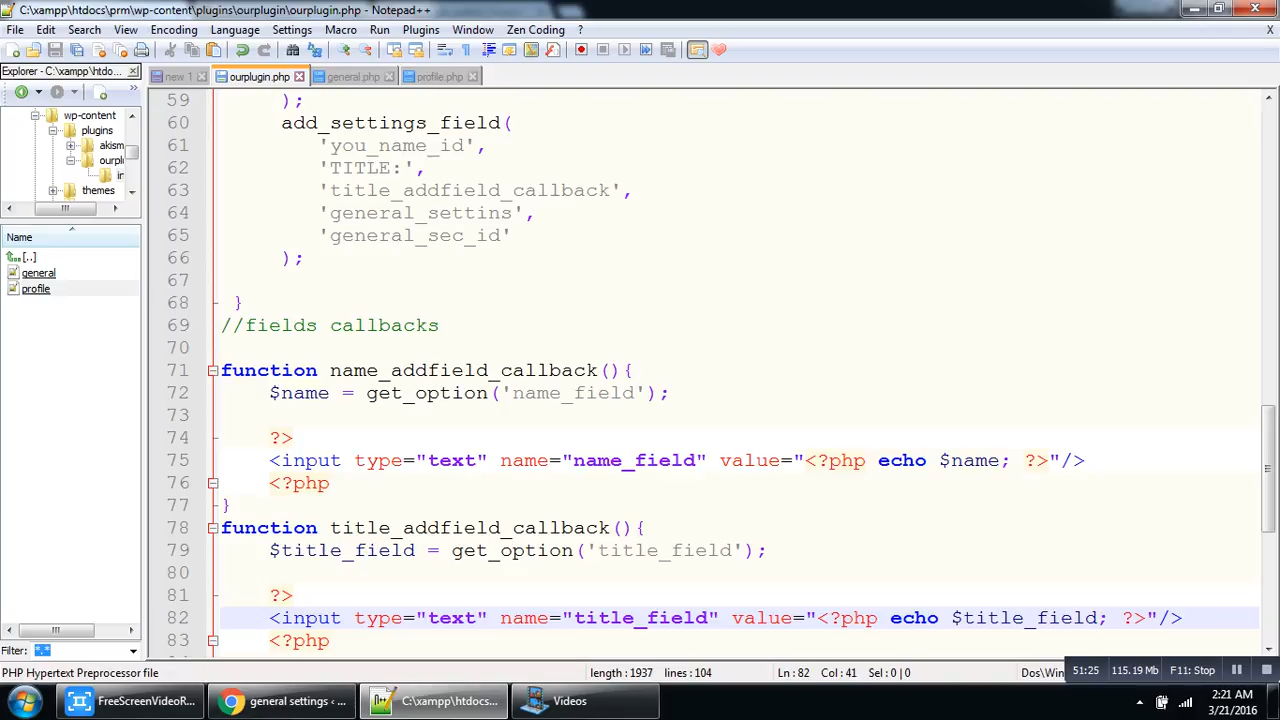 C:\xampp\htdocs\prm\wp-content\plugins\ourplugin\ourplugin.php - Notepad++
File Edit Search View Encoding Language Settings Macro Run Plugins Window Zen Coding ? X
Explorer - C:\xampp\htdo...
new 1 ourplugin.php general.php profile.php
wp-content
plugins
akism
ourpl
in
themes
Name
[..]
general
profile
Filter: *.*
59 );
60 add_settings_field(
61 'you_name_id',
62 'TITLE:',
63 'title_addfield_callback',
64 'general_settins',
65 'general_sec_id'
66 );
67
68 }
69 //fields callbacks
70
71 function name_addfield_callback(){
72 $name = get_option('name_field');
73
74 ?>
75 <input type="text" name="name_field" value="<?php echo $name; ?>"/>
76 <?php
77 }
78 function title_addfield_callback(){
79 $title_field = get_option('title_field');
80
81 ?>
82 <input type="text" name="title_field" value="<?php echo $title_field; ?>"/>
83 <?php
PHP Hypertext Preprocessor file length : 1937 lines : 104 Ln : 82 Col : 41 Sel : 0 | 0 Dos\Win
51:25 115.19 Mb F11: Stop
FreeScreenVideoR... general settings ‹ ... C:\xampp\htdocs... Videos
2:21 AM
3/21/2016